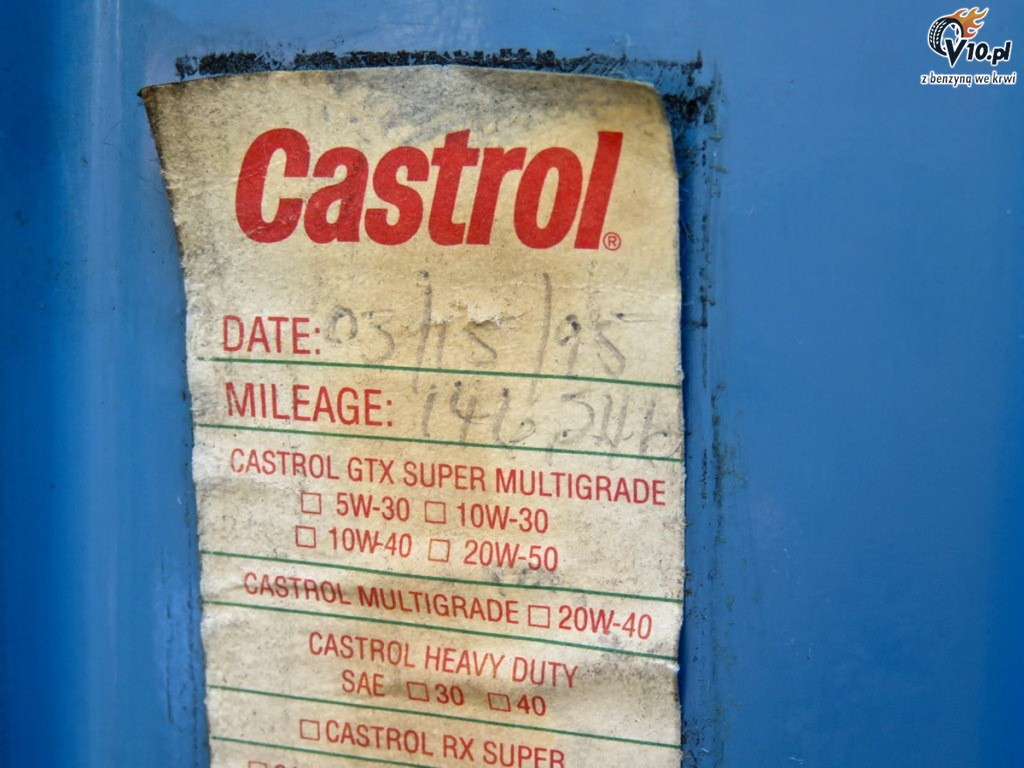 V10.pl
z benzyną we krwi
Castrol®
DATE: 03/15/95
MILEAGE: 146
CASTROL GTX SUPER MULTIGRADE
☐ 5W-30 ☐ 10W-30
☐ 10W-40 ☐ 20W-50
CASTROL MULTIGRADE ☐ 20W-40
CASTROL HEAVY DUTY
SAE ☐ 30 ☐ 40
☐ CASTROL RX SUPER